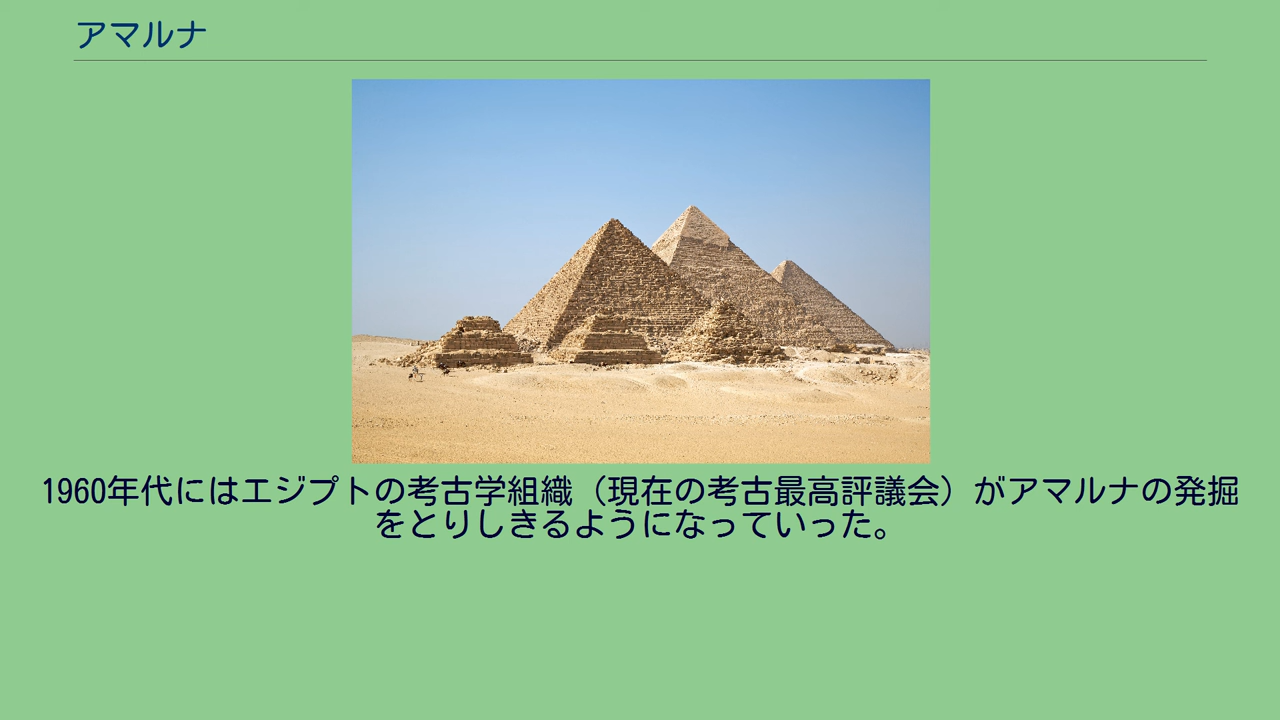 アマルナ
1960年代にはエジプトの考古学組織（現在の考古最高評議会）がアマルナの発掘
をとりしきるようになっていった。